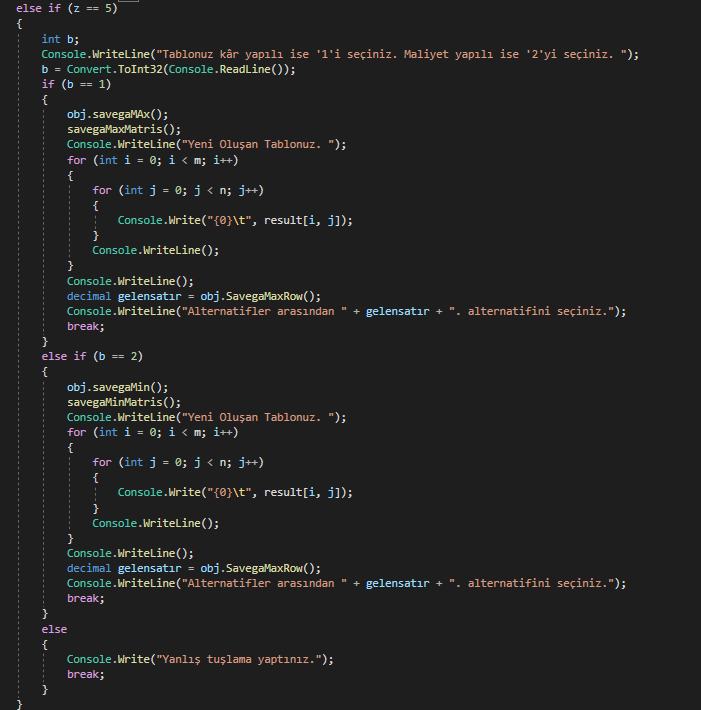 else if (z == 5)
{
int b;
Console.WriteLine("Tablonuz kâr yapılı ise '1'i seçiniz. Maliyet yapılı ise '2'yi seçiniz. ");
b = Convert.ToInt32(Console.ReadLine());
if (b == 1)
{
obj.savegaMAx();
savegaMaxMatris();
Console.WriteLine("Yeni Oluşan Tablonuz. ");
for (int i = 0; i < m; i++)
{
for (int j = 0; j < n; j++)
{
Console.Write("{0}\t", result[i, j]);
}
Console.WriteLine();
}
Console.WriteLine();
decimal gelensatır = obj.SavegaMaxRow();
Console.WriteLine("Alternatifler arasından " + gelensatır + ". alternatifini seçiniz.");
break;
}
else if (b == 2)
{
obj.savegaMin();
savegaMinMatris();
Console.WriteLine("Yeni Oluşan Tablonuz. ");
for (int i = 0; i < m; i++)
{
for (int j = 0; j < n; j++)
{
Console.Write("{0}\t", result[i, j]);
}
Console.WriteLine();
}
Console.WriteLine();
decimal gelensatır = obj.SavegaMaxRow();
Console.WriteLine("Alternatifler arasından " + gelensatır + ". alternatifini seçiniz.");
break;
}
else
{
Console.Write("Yanlış tuşlama yaptınız.");
break;
}
}